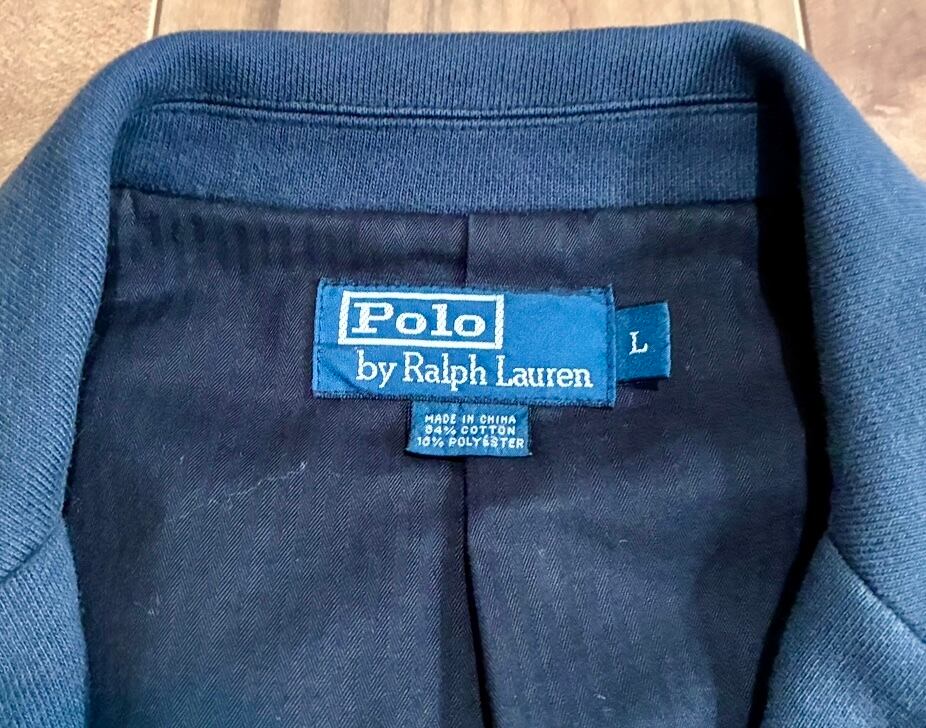 Polo
by Ralph Lauren
L
MADE IN CHINA
84% COTTON
16% POLYESTER